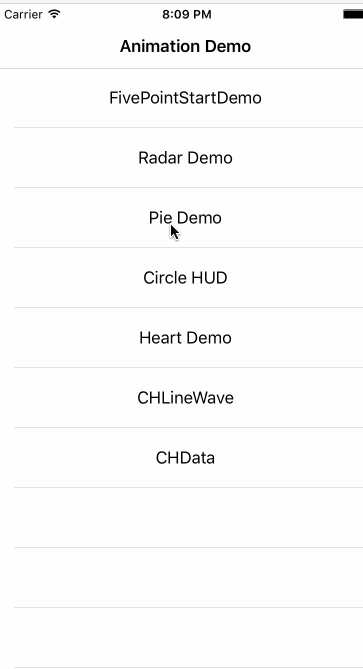 Carrier 8:09 PM
Animation Demo
FivePointStartDemo
Radar Demo
Pie Demo
Circle HUD
Heart Demo
CHLineWave
CHData